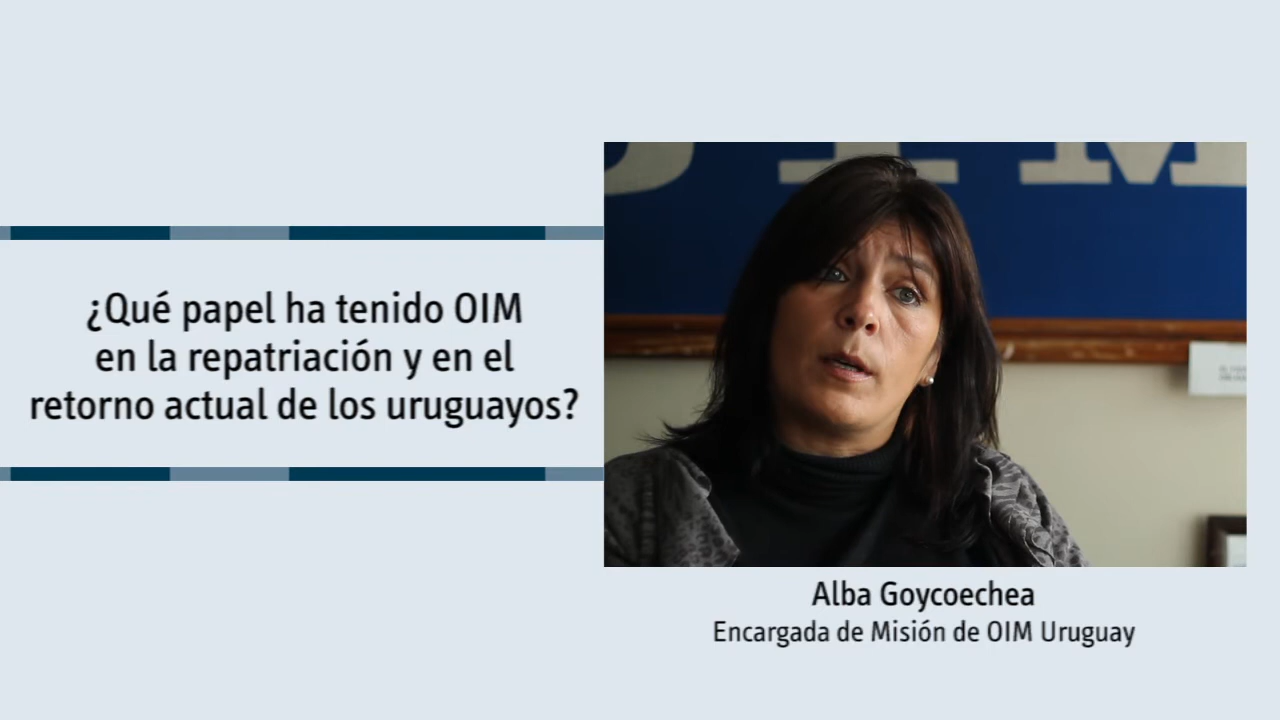 ¿Qué papel ha tenido OIM
en la repatriación y en el
retorno actual de los uruguayos?
Alba Goycoechea
Encargada de Misión de OIM Uruguay